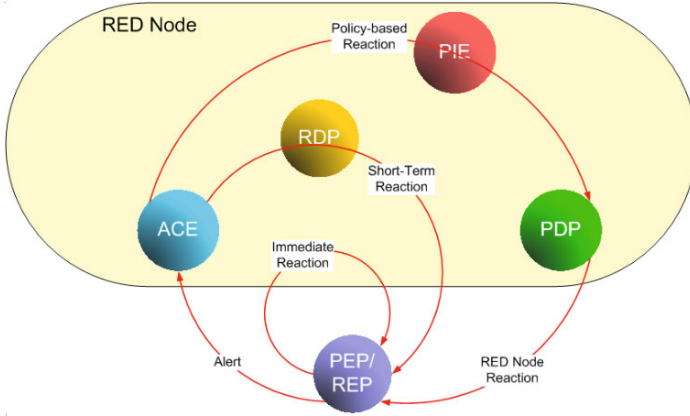 RED Node
Policy-based
Reaction
PIE
RDP
Short-Term
Reaction
ACE
PDP
Immediate
Reaction
PEP/
REP
Alert
RED Node
Reaction